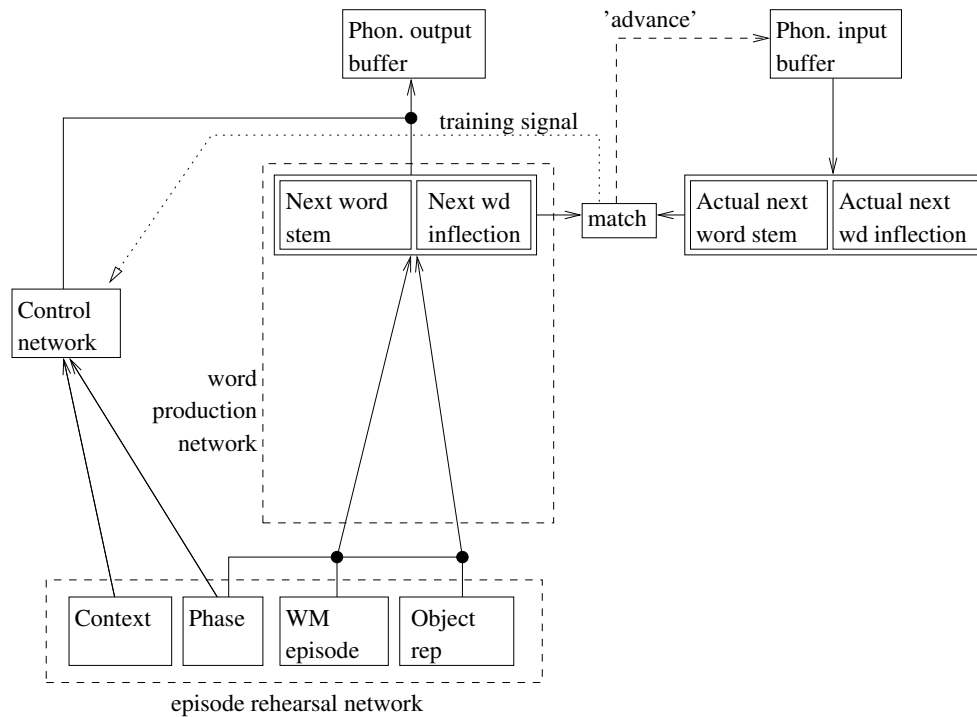 'advance'
Phon. output
buffer
Phon. input
buffer
training signal
Next word
stem
Next wd
inflection
match
Actual next
word stem
Actual next
wd inflection
Control
network
word
production
network
Context
Phase
WM
episode
Object
rep
episode rehearsal network